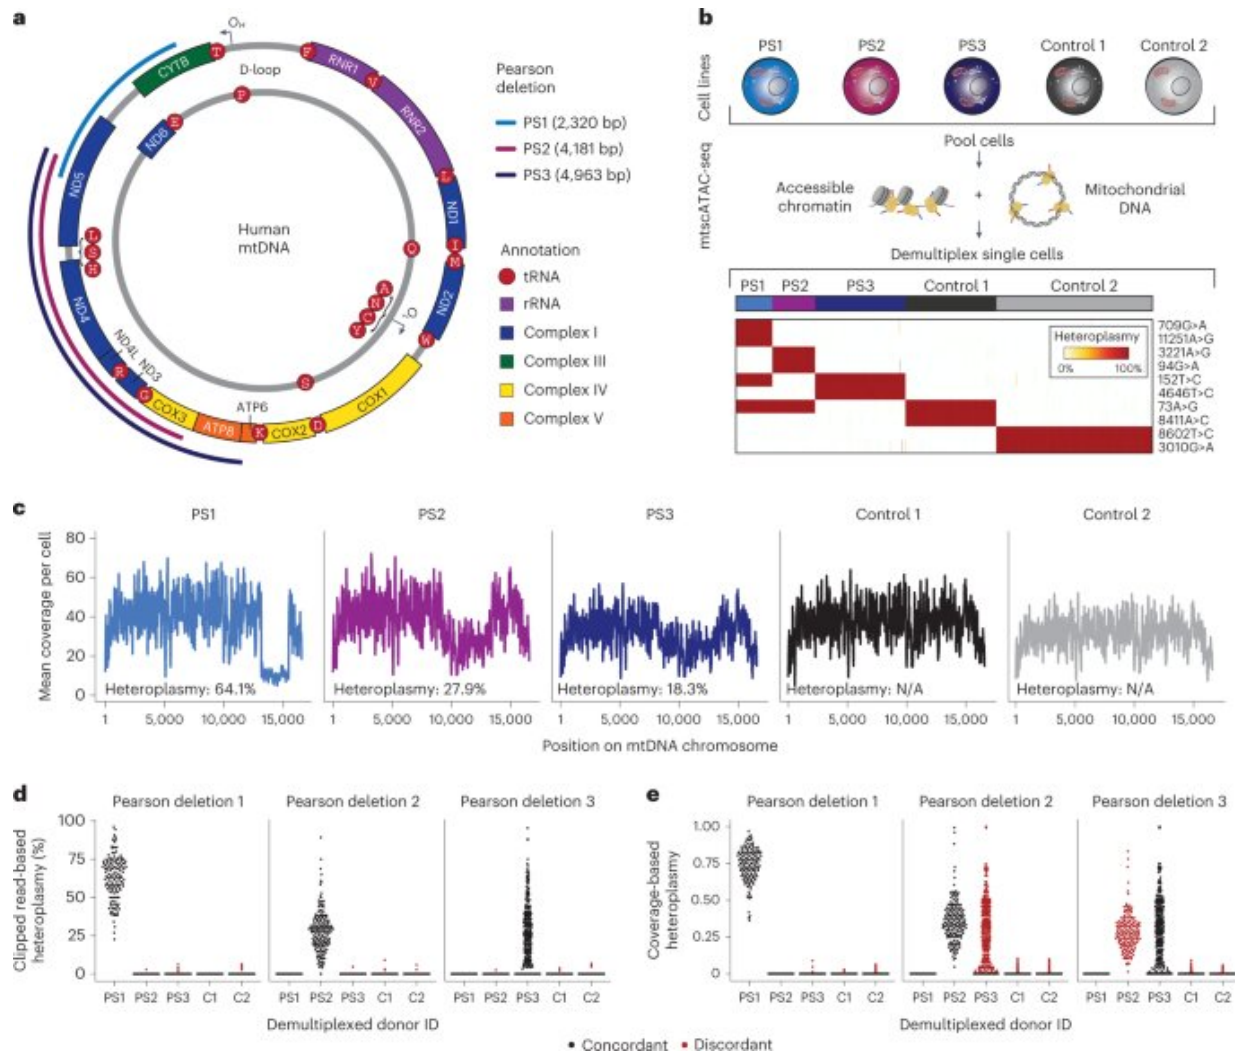 a
O_H
T
F
CYTB
RNR1
V
D-loop
P
E
ND6
RNR2
ND5
L
ND1
Human
mtDNA
Q
I
M
L
S
H
A
N
C
Y
O_L
ND2
ND4
W
ND4L
ND3
R
G
S
COX1
COX3
ATP6
ATP8
K
COX2
D
Pearson
deletion
PS1 (2,320 bp)
PS2 (4,181 bp)
PS3 (4,963 bp)
Annotation
tRNA
rRNA
Complex I
Complex III
Complex IV
Complex V
b
PS1 PS2 PS3 Control 1 Control 2
Cell lines
Pool cells
mtscATAC-seq
Accessible
chromatin
+
Mitochondrial
DNA
Demultiplex single cells
PS1 PS2 PS3 Control 1 Control 2
Heteroplasmy
0% 100%
709G>A
11251A>G
3221A>G
94G>A
152T>C
4646T>C
73A>G
8411A>C
8602T>C
3010G>A
c
PS1 PS2 PS3 Control 1 Control 2
Mean coverage per cell
80
60
40
20
0
Heteroplasmy: 64.1% Heteroplasmy: 27.9% Heteroplasmy: 18.3% Heteroplasmy: N/A Heteroplasmy: N/A
1 5,000 10,000 15,000 1 5,000 10,000 15,000 1 5,000 10,000 15,000 1 5,000 10,000 15,000 1 5,000 10,000 15,000
Position on mtDNA chromosome
d
Pearson deletion 1 Pearson deletion 2 Pearson deletion 3
Clipped read-based
heteroplasmy (%)
100
75
50
25
0
PS1 PS2 PS3 C1 C2 PS1 PS2 PS3 C1 C2 PS1 PS2 PS3 C1 C2
Demultiplexed donor ID
e
Pearson deletion 1 Pearson deletion 2 Pearson deletion 3
Coverage-based
heteroplasmy
1.00
0.75
0.25
0
PS1 PS2 PS3 C1 C2 PS1 PS2 PS3 C1 C2 PS1 PS2 PS3 C1 C2
Demultiplexed donor ID
Concordant Discordant